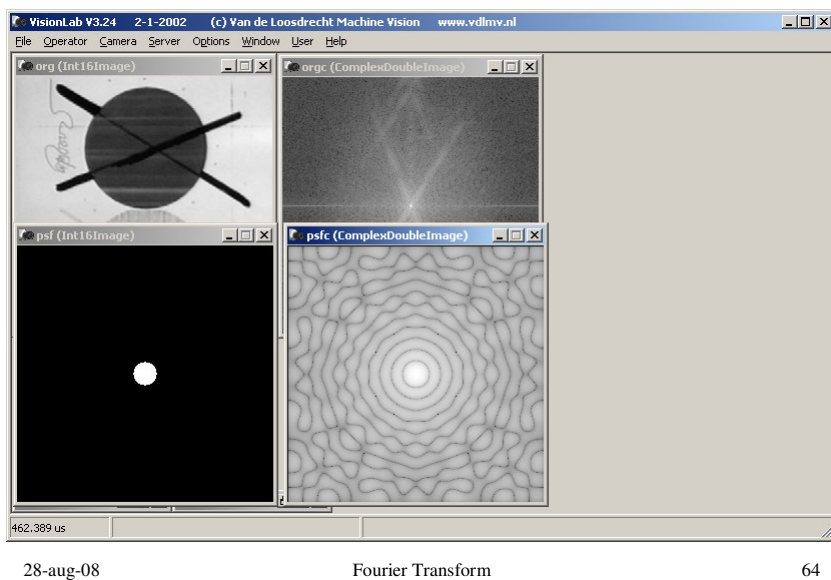 VisionLab V3.24 2-1-2002 (c) Van de Loosdrecht Machine Vision www.vdlmv.nl
File Operator Camera Server Options Window User Help
org (Int16Image)
orgc (ComplexDoubleImage)
psf (Int16Image)
psfc (ComplexDoubleImage)
462.389 us
28-aug-08 Fourier Transform 64